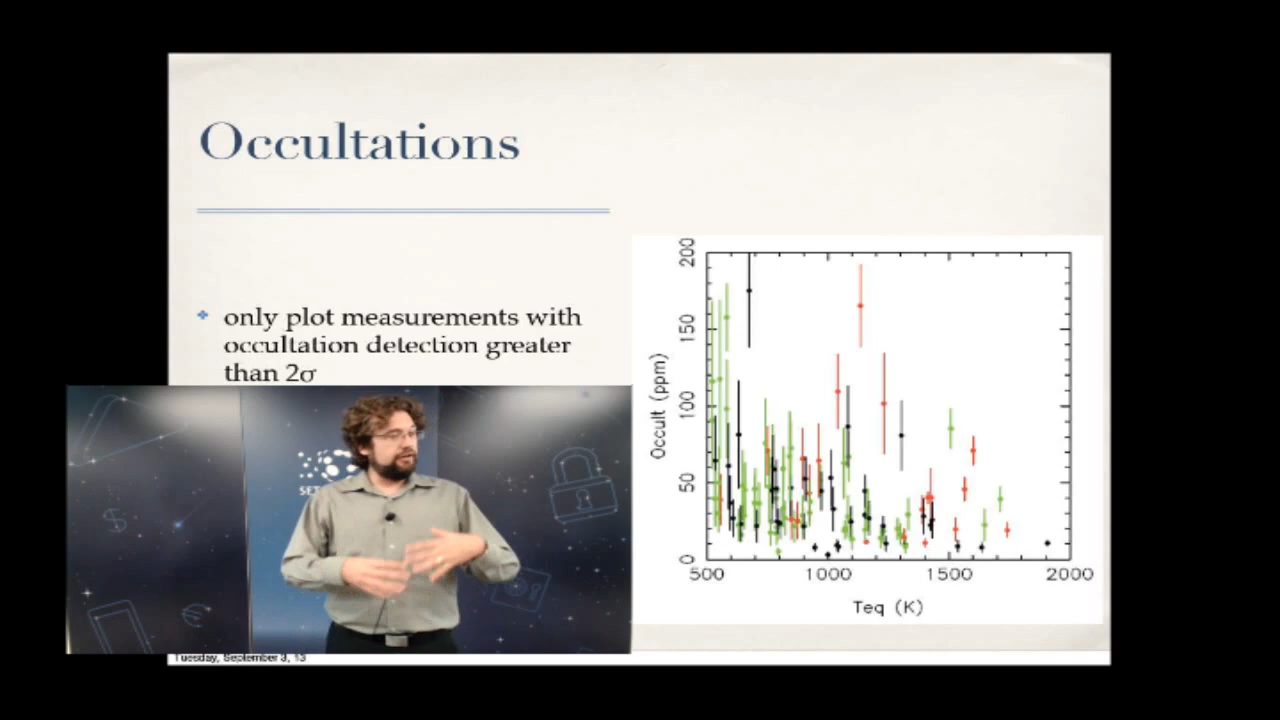 Occultations
only plot measurements with
occultation detection greater
than 2σ
200
150
100
50
0
Occult (ppm)
500 1000 1500 2000
Teq (K)
SET
$
€
Tuesday, September 3, 13